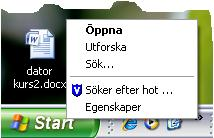 Öppna
Utforska
Sök...
Söker efter hot ...
Egenskaper
dator
kurs2.docx
Start